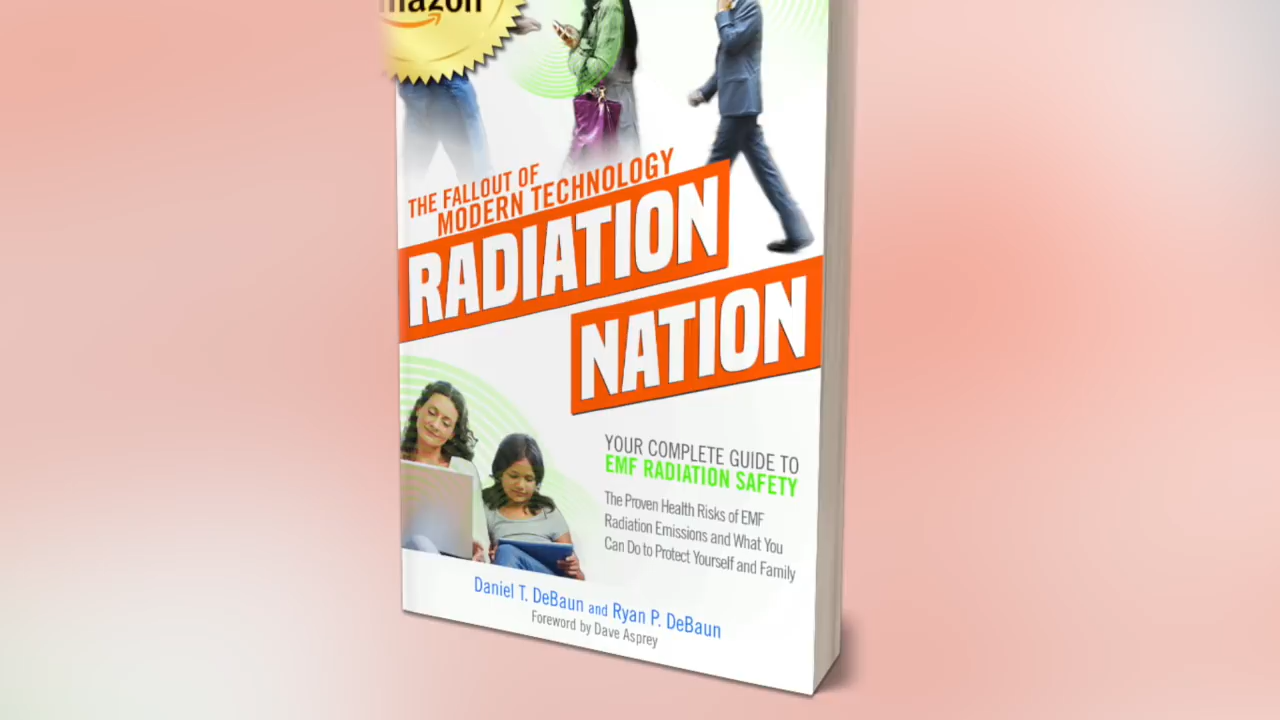 THE FALLOUT OF
MODERN TECHNOLOGY
RADIATION
NATION
YOUR COMPLETE GUIDE TO
EMF RADIATION SAFETY
The Proven Health Risks of EMF
Radiation Emissions and What You
Can Do to Protect Yourself and Family
Daniel T. DeBaun and Ryan P. DeBaun
Foreword by Dave Asprey